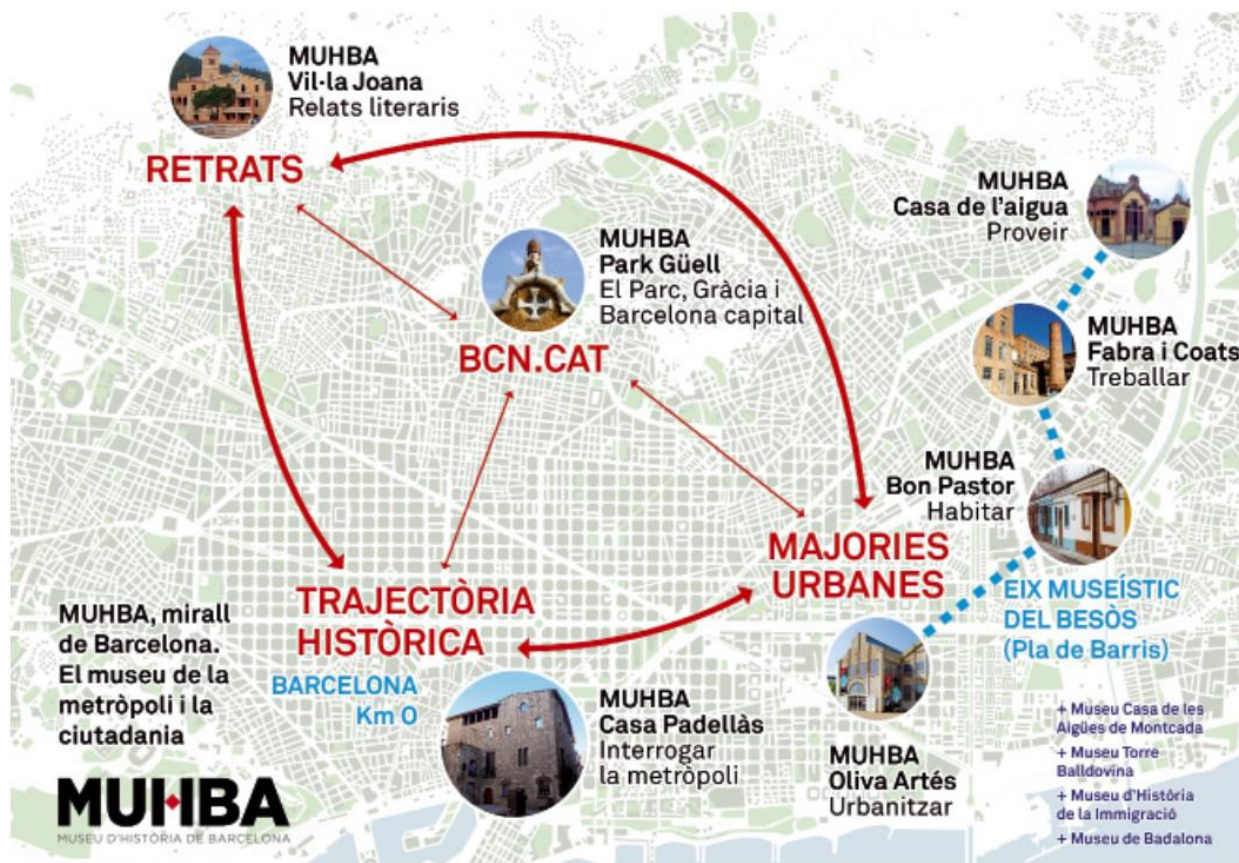 MUHBA
Vil·la Joana
Relats literaris
RETRATS
MUHBA
Casa de l'aigua
Proveir
MUHBA
Park Güell
El Parc, Gràcia i
Barcelona capital
BCN.CAT
MUHBA
Fabra i Coats
Treballar
MUHBA
Bon Pastor
Habitar
MAJORIES
URBANES
EIX MUSEÍSTIC
DEL BESÒS
(Pla de Barris)
TRAJECTÒRIA
HISTÒRICA
BARCELONA
Km 0
MUHBA, mirall
de Barcelona.
El museu de la
metròpoli i la
ciutadania
MUHBA
Casa Padellàs
Interrogar
la metròpoli
MUHBA
Oliva Artés
Urbanitzar
+ Museu Casa de les
Aigües de Montcada
+ Museu Torre
Balldovina
+ Museu d'Història
de la Immigració
+ Museu de Badalona
MUHBA
MUSEU D'HISTÒRIA DE BARCELONA